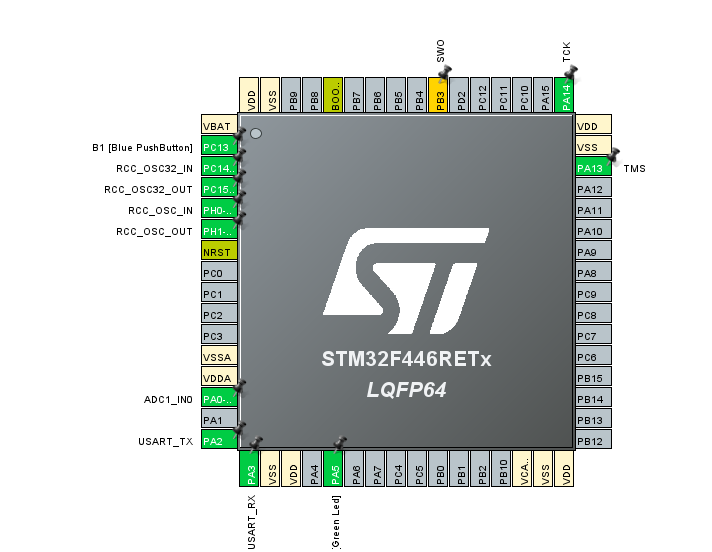 SWO
TCK
VDD
VSS
PB9
PB8
BOO..
PB7
PB6
PB5
PB4
PB3
PD2
PC12
PC11
PC10
PA15
PA14
VBAT
B1 [Blue PushButton] PC13
RCC_OSC32_IN PC14..
RCC_OSC32_OUT PC15..
RCC_OSC_IN PH0-..
RCC_OSC_OUT PH1-..
NRST
PC0
PC1
PC2
PC3
VSSA
VDDA
ADC1_IN0 PA0-..
PA1
USART_TX PA2
ST
STM32F446RETx
LQFP64
VDD
VSS
PA13 TMS
PA12
PA11
PA10
PA9
PA8
PC9
PC8
PC7
PC6
PB15
PB14
PB13
PB12
PA3
VSS
VDD
PA4
PA5
PA6
PA7
PC4
PC5
PB0
PB1
PB2
PB10
VCA..
VSS
VDD
USART_RX
[Green Led]